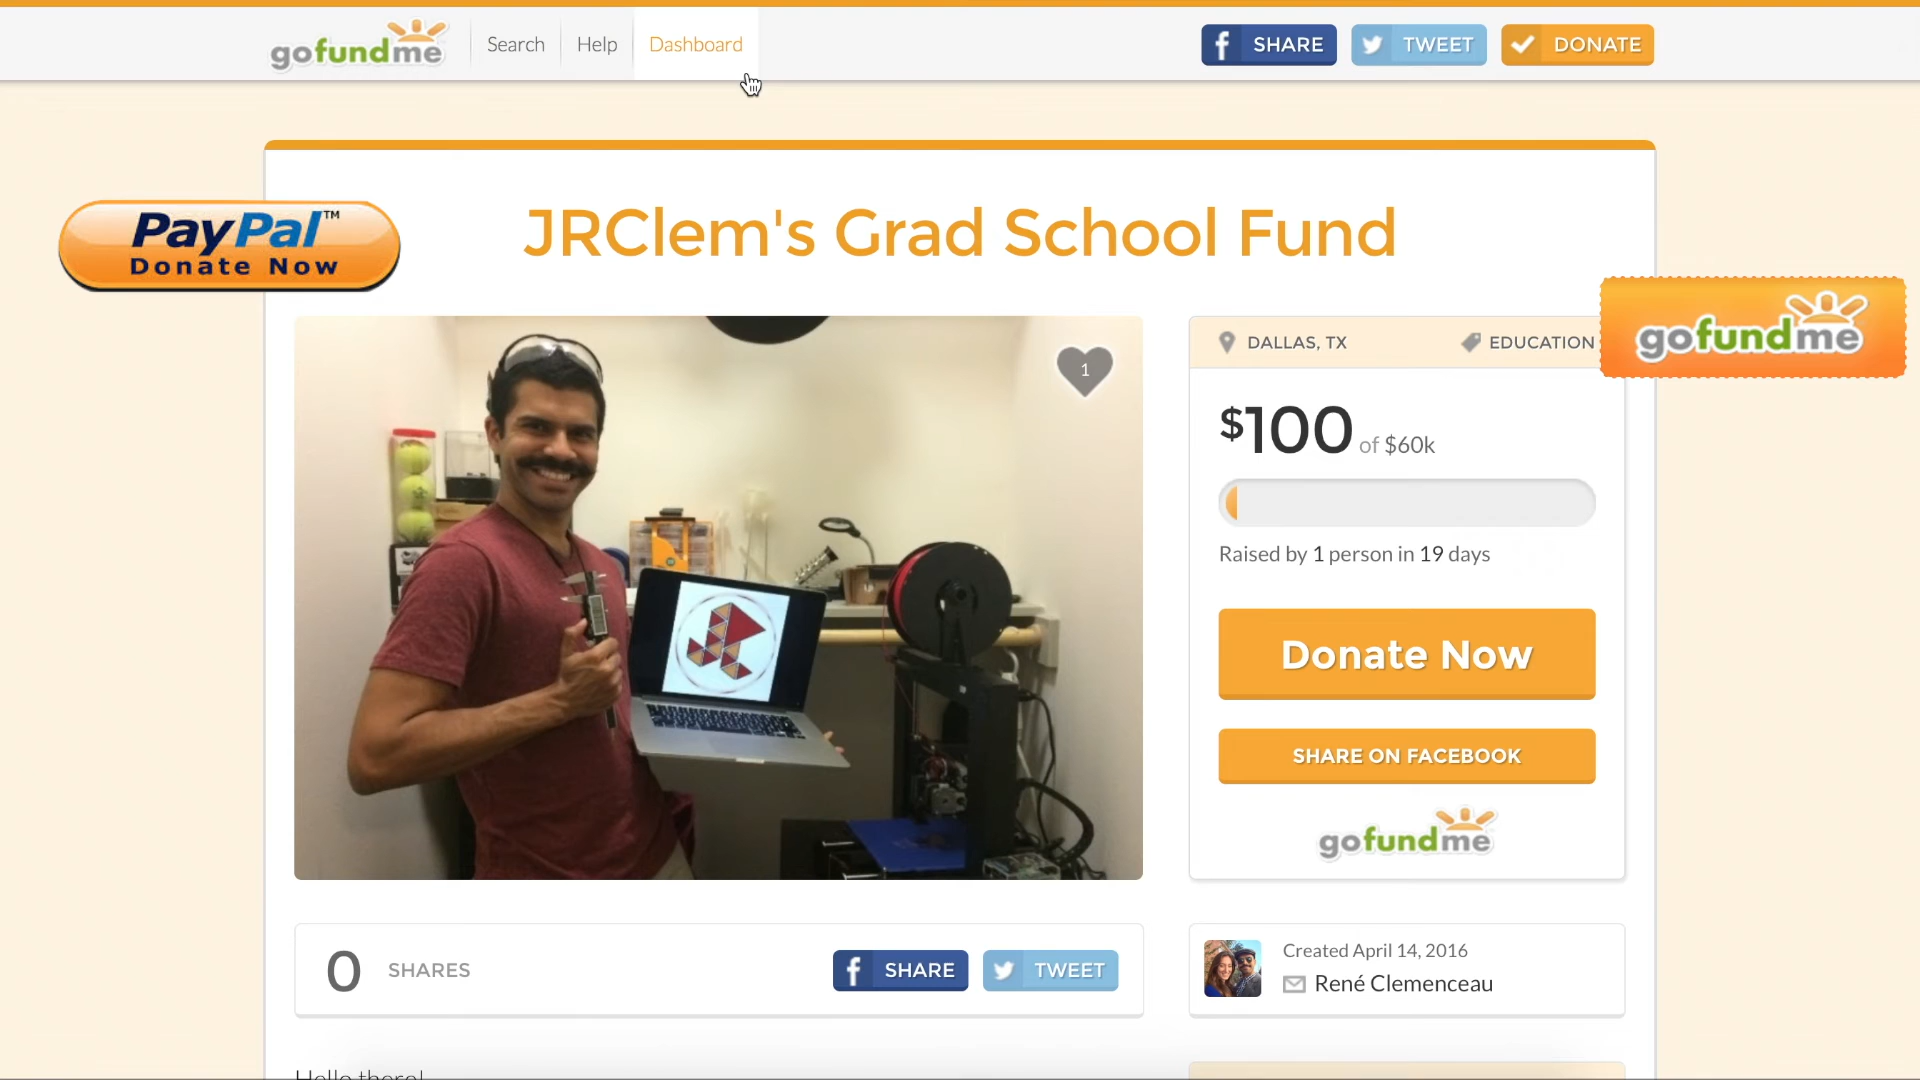 gofundme
Search
Help
Dashboard
SHARE
TWEET
DONATE
PayPal™
Donate Now
JRClem's Grad School Fund
gofundme
1
DALLAS, TX
EDUCATION
$100 of $60k
Raised by 1 person in 19 days
Donate Now
SHARE ON FACEBOOK
gofundme
0 SHARES
SHARE
TWEET
Created April 14, 2016
René Clemenceau
Hello there!